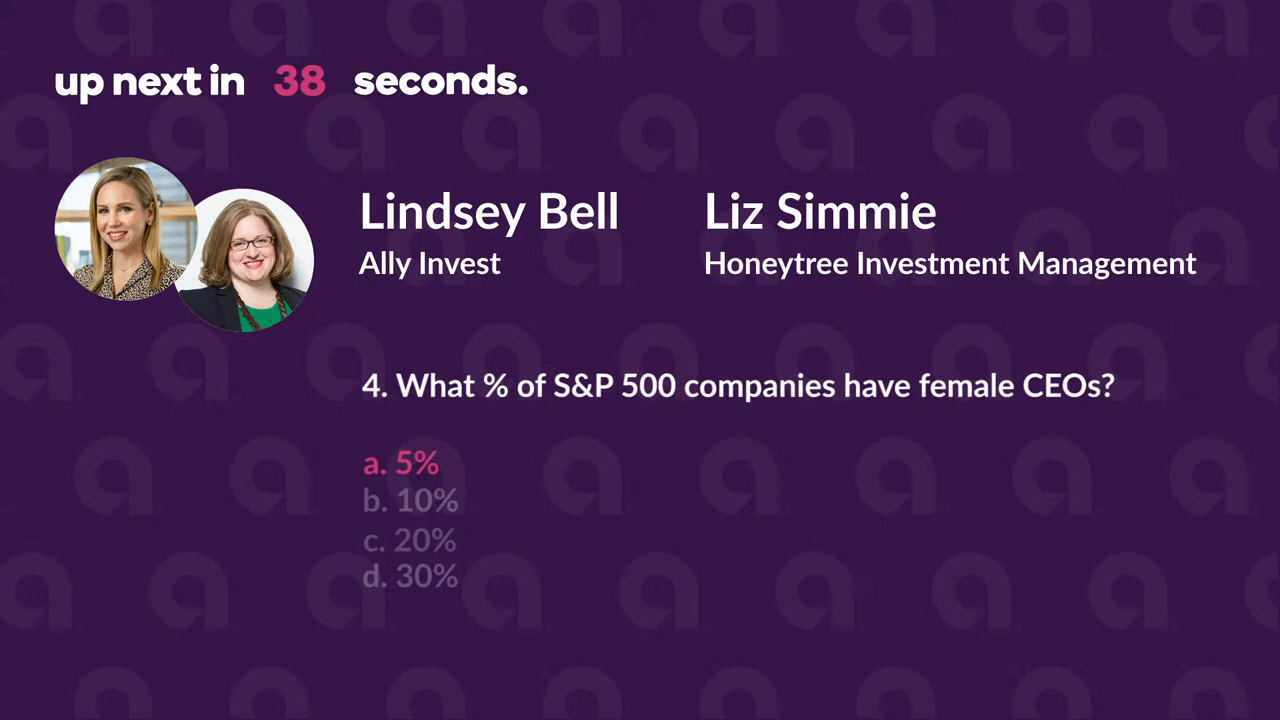 up next in 38 seconds.
Lindsey Bell
Ally Invest
Liz Simmie
Honeytree Investment Management
4. What % of S&P 500 companies have female CEOs?
a. 5%
b. 10%
c. 20%
d. 30%